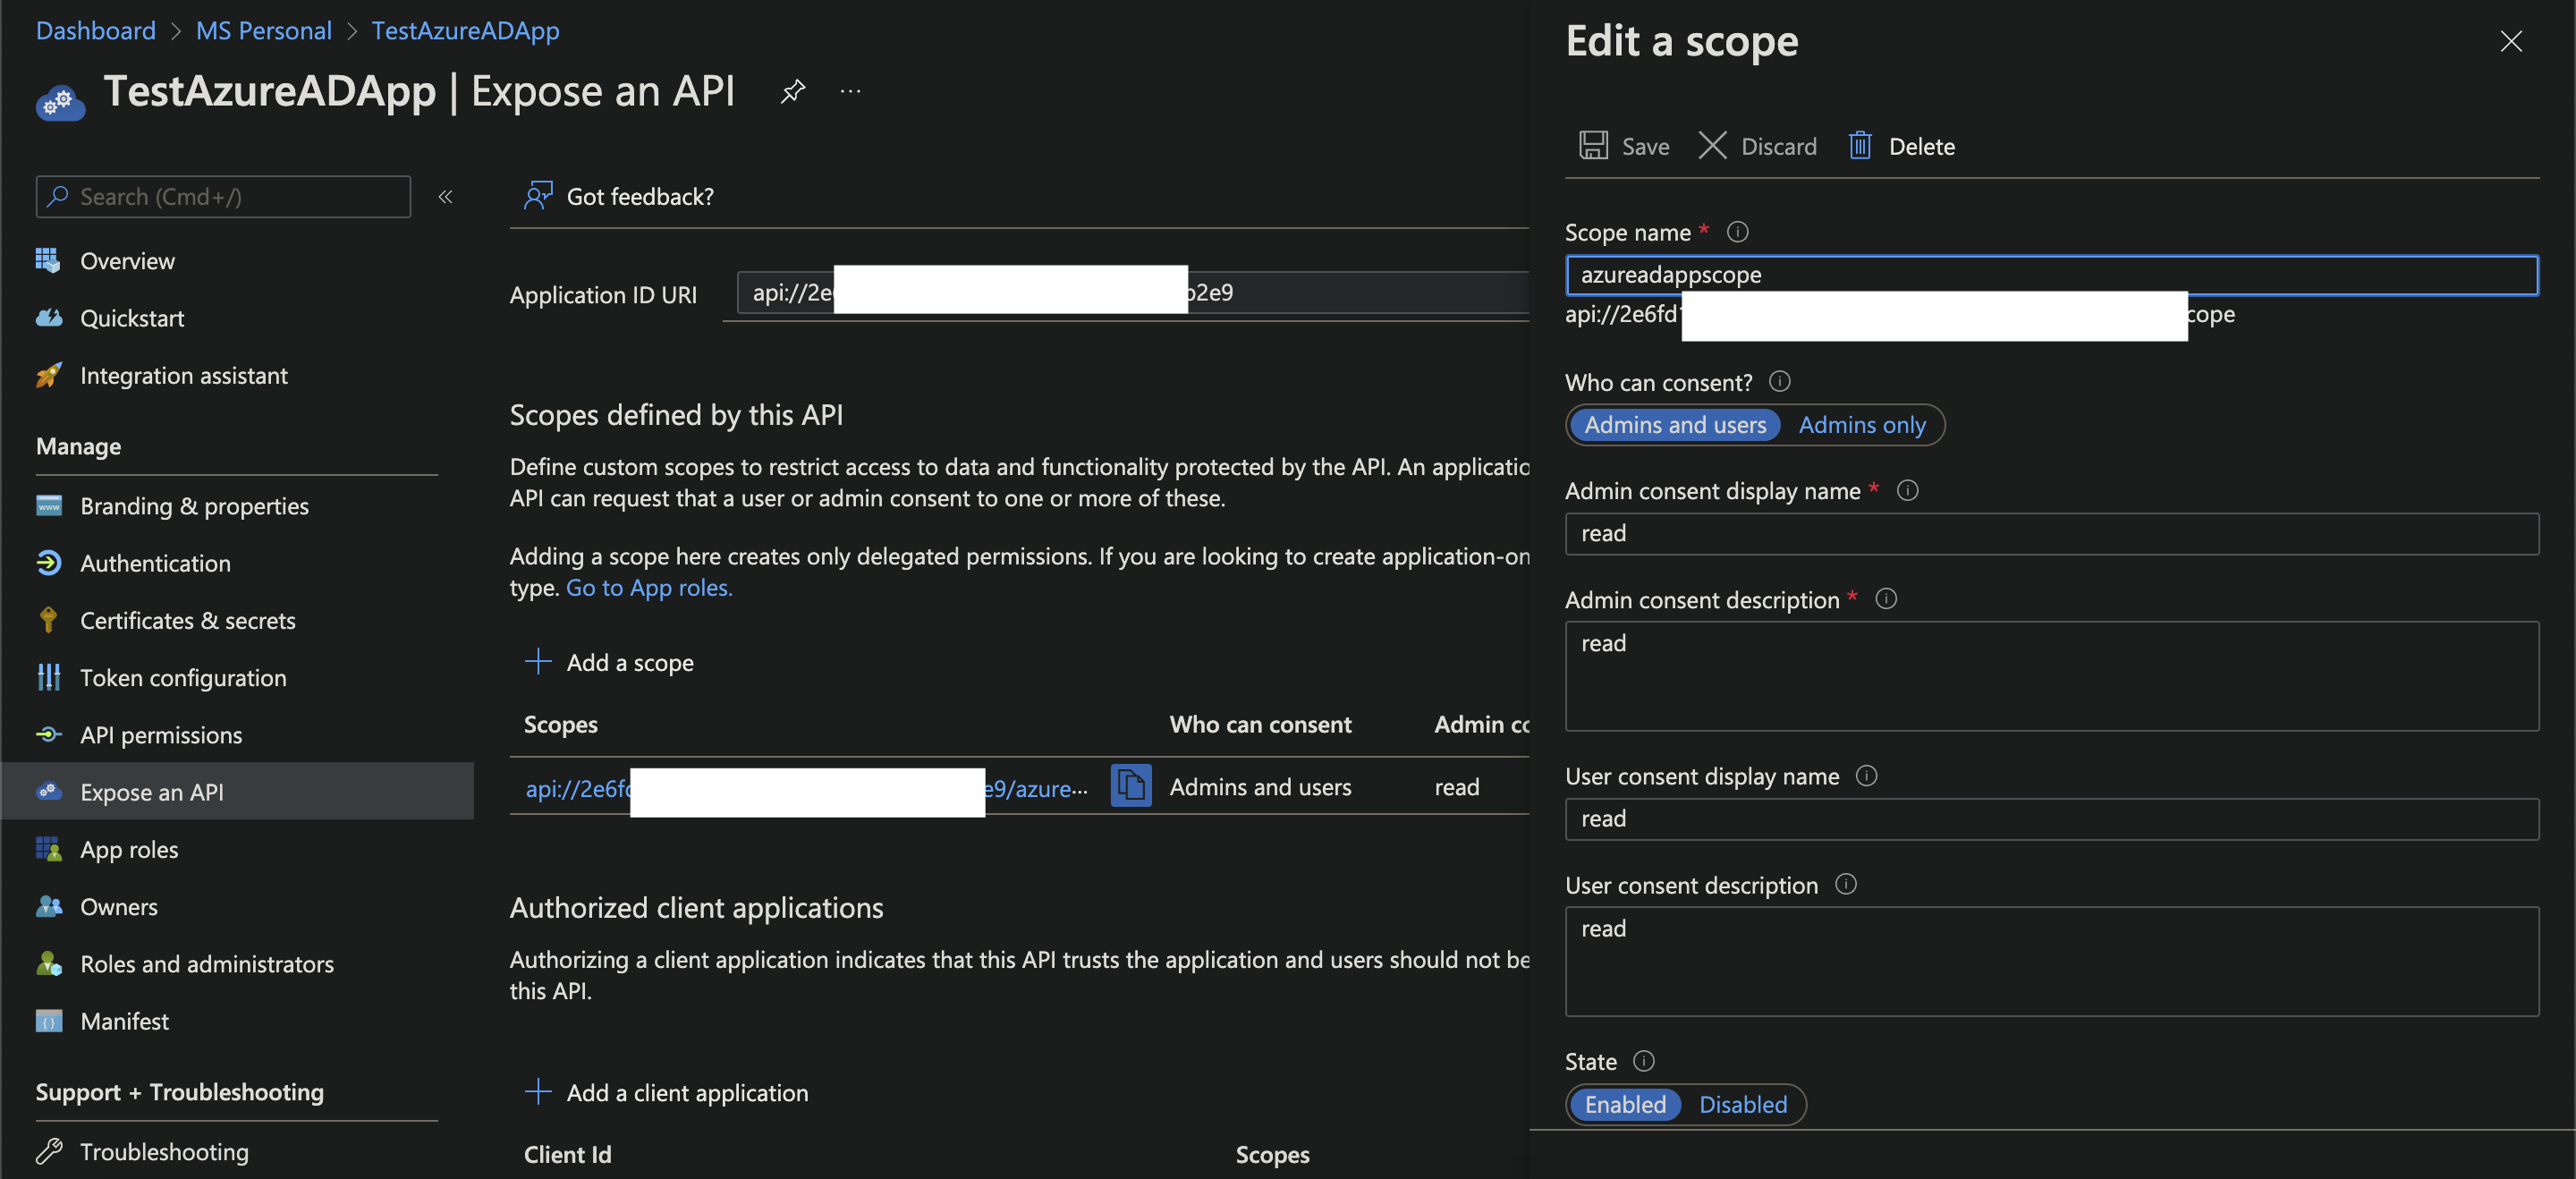 Dashboard > MS Personal > TestAzureADApp
TestAzureADApp | Expose an API
...
Search (Cmd+/)
Overview
Quickstart
Integration assistant
Manage
Branding & properties
Authentication
Certificates & secrets
Token configuration
API permissions
Expose an API
App roles
Owners
Roles and administrators
Manifest
Support + Troubleshooting
Troubleshooting
Got feedback?
Application ID URI
api://2e
b2e9
Scopes defined by this API
Define custom scopes to restrict access to data and functionality protected by the API. An applicatio
API can request that a user or admin consent to one or more of these.
Adding a scope here creates only delegated permissions. If you are looking to create application-on
type. Go to App roles.
Add a scope
Scopes Who can consent Admin co
api://2e6fd e9/azure... Admins and users read
Authorized client applications
Authorizing a client application indicates that this API trusts the application and users should not be
this API.
Add a client application
Client Id Scopes
Edit a scope
Save Discard Delete
Scope name *
azureadappscope
api://2e6fd1 cope
Who can consent?
Admins and users Admins only
Admin consent display name *
read
Admin consent description *
read
User consent display name
read
User consent description
read
State
Enabled Disabled